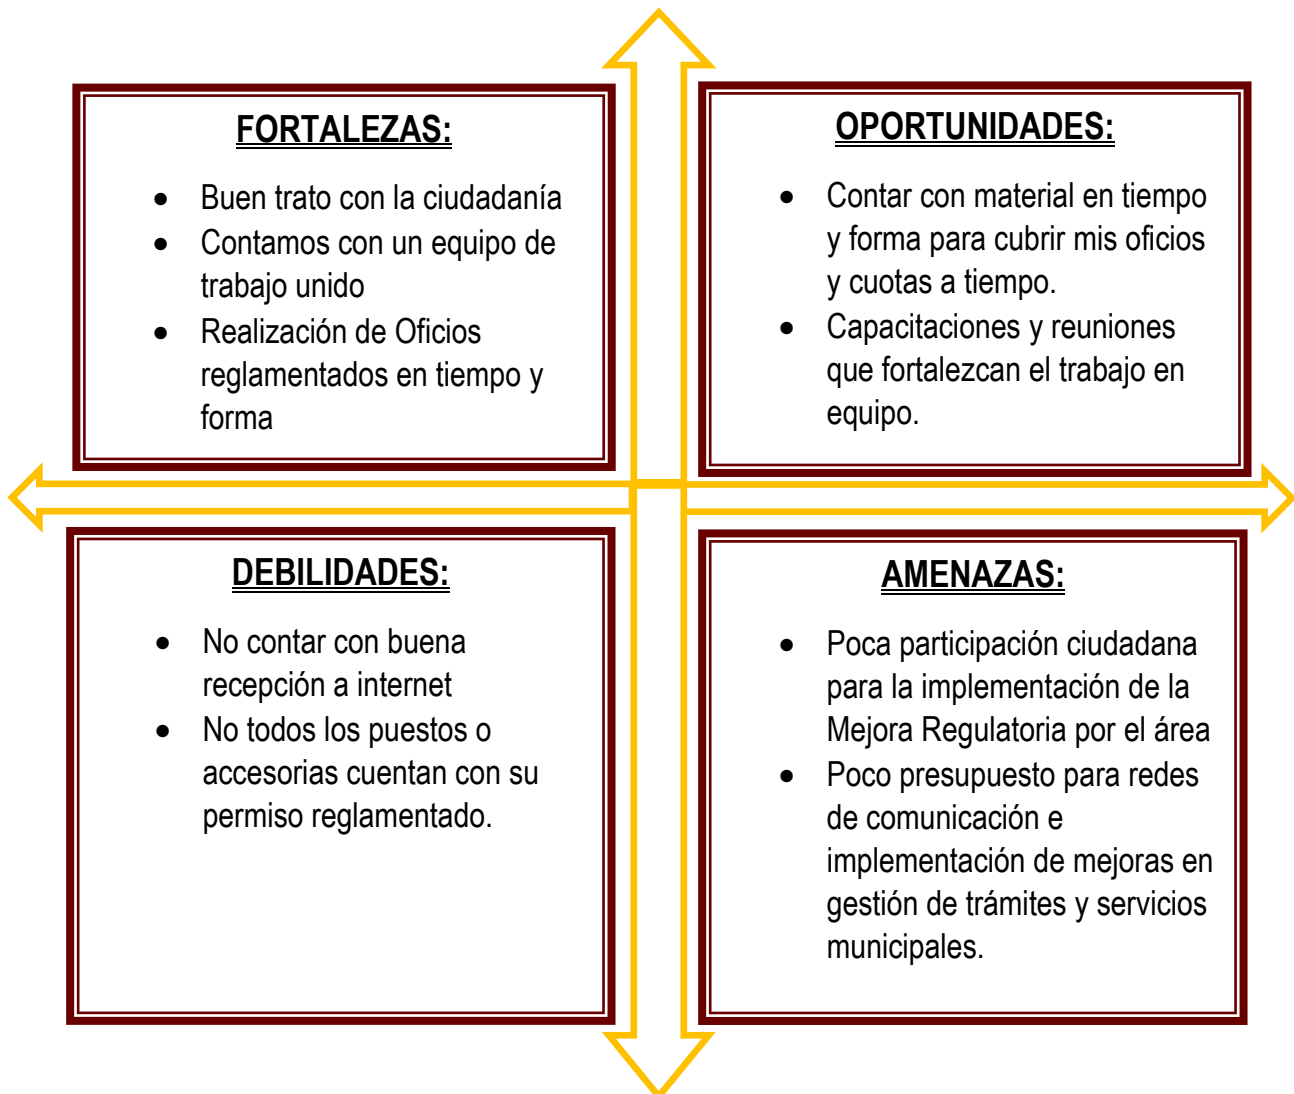 FORTALEZAS:
• Buen trato con la ciudadanía
• Contamos con un equipo de
trabajo unido
• Realización de Oficios
reglamentados en tiempo y
forma
OPORTUNIDADES:
• Contar con material en tiempo
y forma para cubrir mis oficios
y cuotas a tiempo.
• Capacitaciones y reuniones
que fortalezcan el trabajo en
equipo.
DEBILIDADES:
• No contar con buena
recepción a internet
• No todos los puestos o
accesorias cuentan con su
permiso reglamentado.
AMENAZAS:
• Poca participación ciudadana
para la implementación de la
Mejora Regulatoria por el área
• Poco presupuesto para redes
de comunicación e
implementación de mejoras en
gestión de trámites y servicios
municipales.